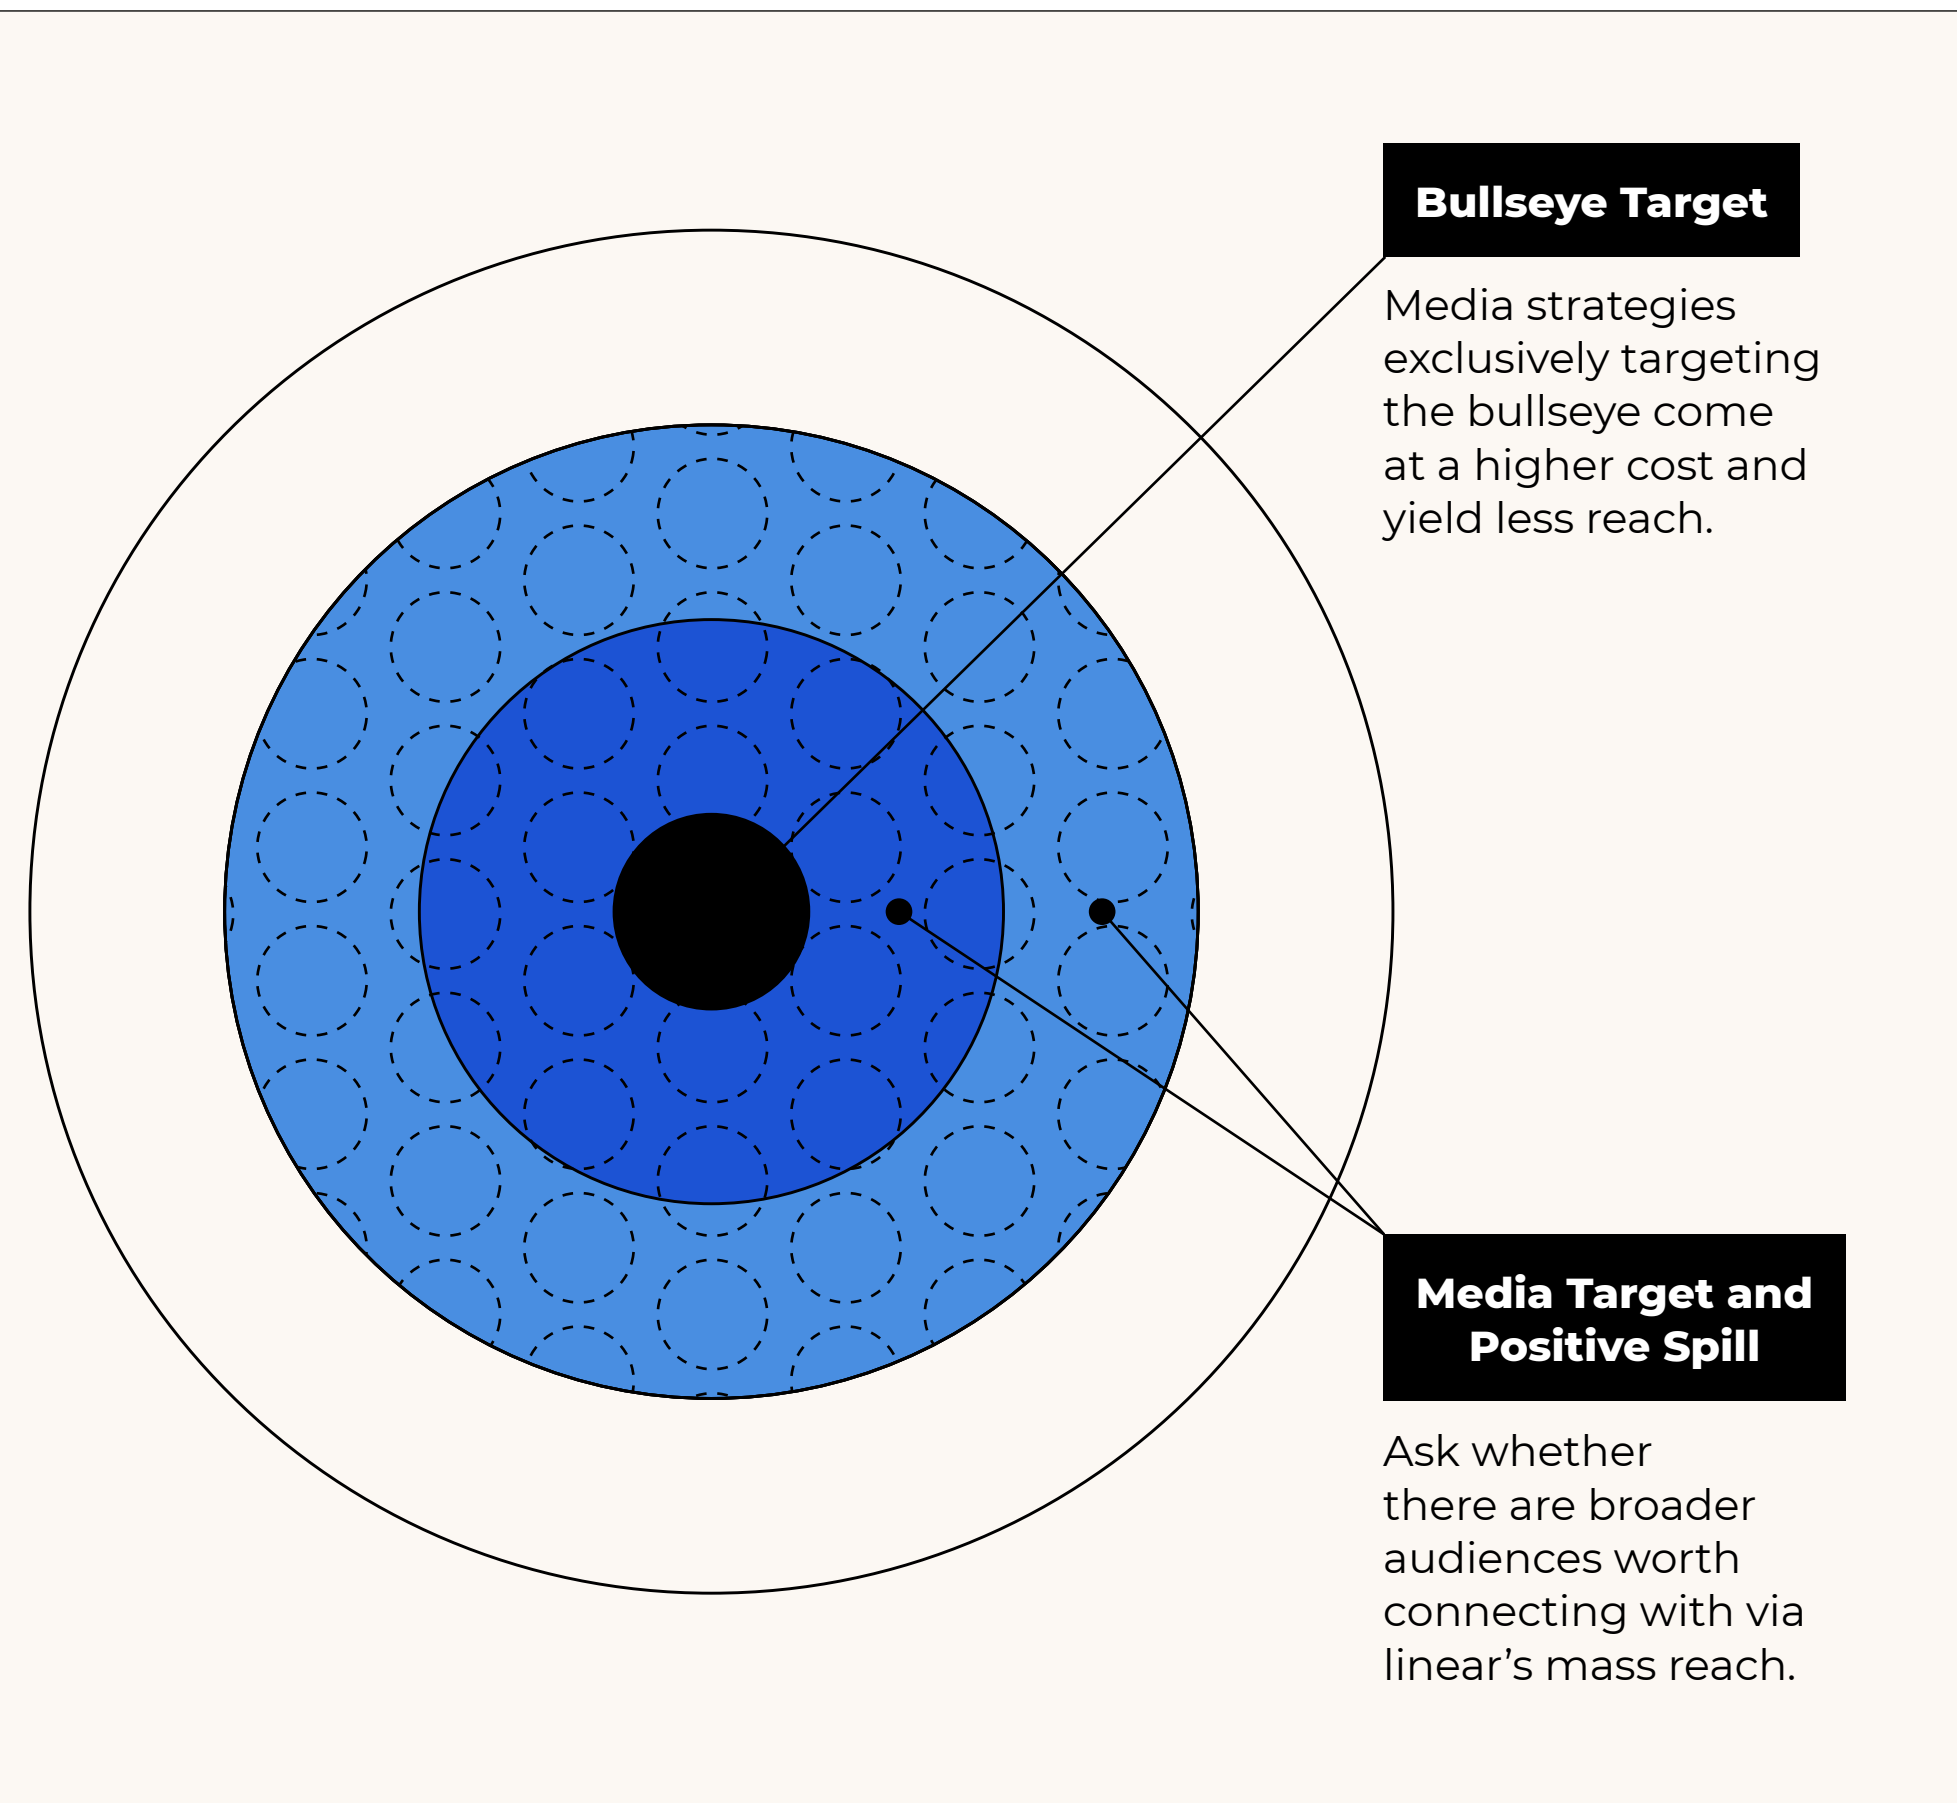 Bullseye Target
Media strategies
exclusively targeting
the bullseye come
at a higher cost and
yield less reach.
Media Target and
Positive Spill
Ask whether
there are broader
audiences worth
connecting with via
linear’s mass reach.